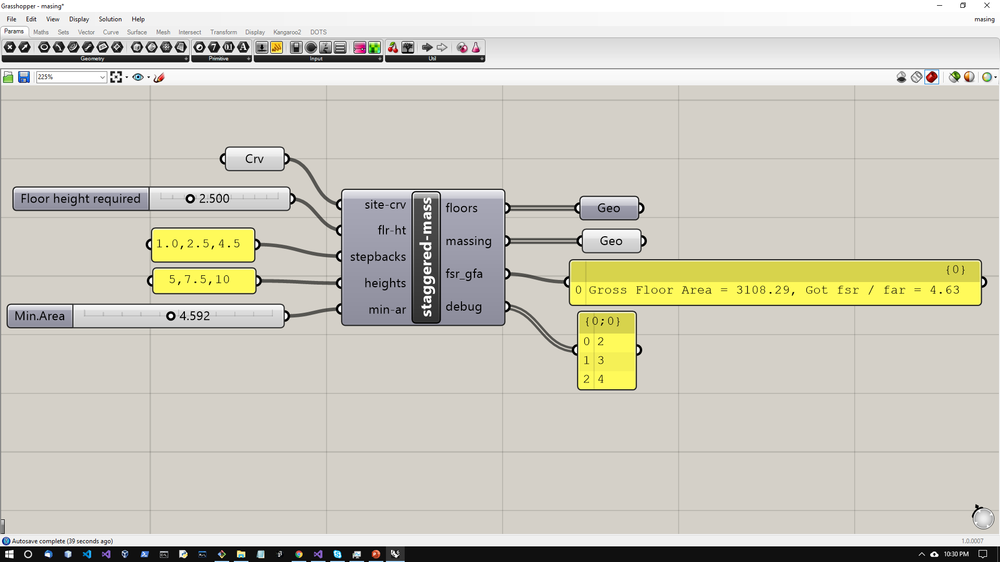 Grasshopper - masing*
File Edit View Display Solution Help masing
Params Maths Sets Vector Curve Surface Mesh Intersect Transform Display Kangaroo2 DOTS
Geometry Primitive Input Util
225%
Crv
Floor height required 2.500
1.0,2.5,4.5
5,7.5,10
Min.Area 4.592
site-crv
flr-ht
stepbacks
heights
min-ar
staggered-mass
floors
massing
fsr_gfa
debug
Geo
Geo
{0}
0 Gross Floor Area = 3108.29, Got fsr / far = 4.63
{0;0}
0 2
1 3
2 4
Autosave complete (39 seconds ago) 1.0.0007
10:30 PM